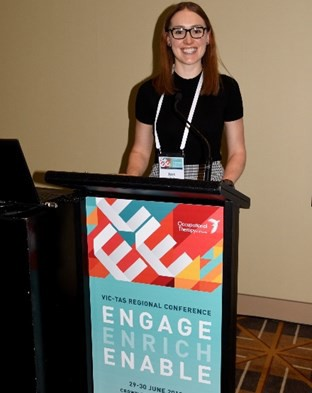 Occupational
Therapy
VIC-TAS REGIONAL CONFERENCE
ENGAGE
ENRICH
ENABLE
29-30 JUNE